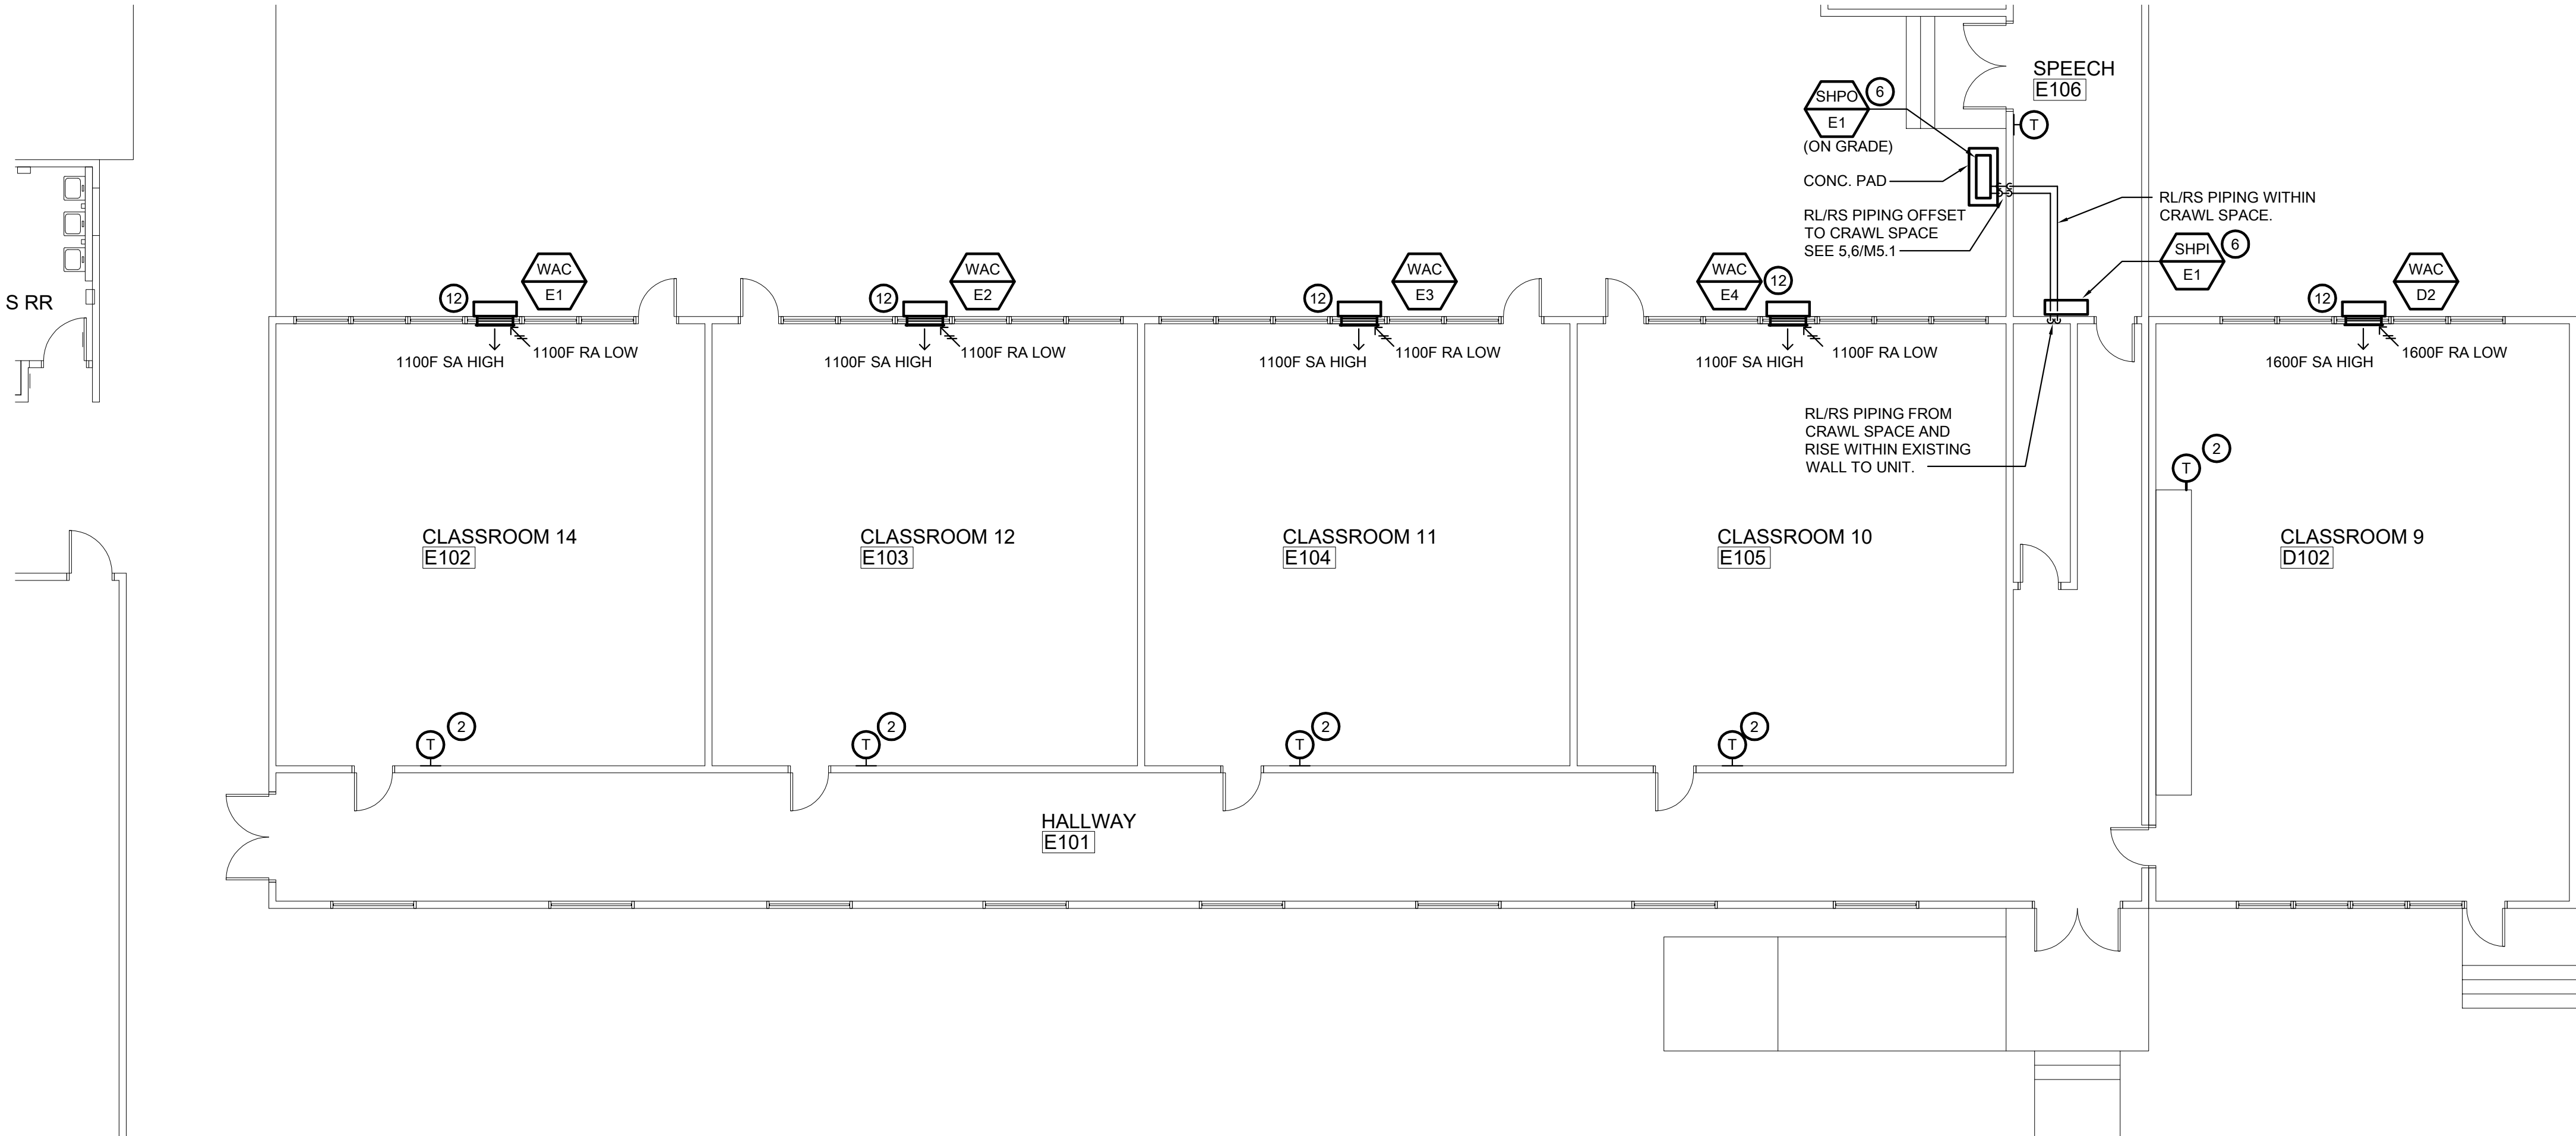 SPEECH
E106
T
SHPO
E1
6
(ON GRADE)
CONC. PAD
RL/RS PIPING OFFSET
TO CRAWL SPACE
SEE 5,6/M5.1
RL/RS PIPING WITHIN
CRAWL SPACE.
SHPI
E1
6
S RR
12
WAC
E1
1100F SA HIGH
1100F RA LOW
12
WAC
E2
1100F SA HIGH
1100F RA LOW
12
WAC
E3
1100F SA HIGH
1100F RA LOW
WAC
E4
12
1100F SA HIGH
1100F RA LOW
12
WAC
D2
1600F SA HIGH
1600F RA LOW
RL/RS PIPING FROM
CRAWL SPACE AND
RISE WITHIN EXISTING
WALL TO UNIT.
T
2
CLASSROOM 14
E102
CLASSROOM 12
E103
CLASSROOM 11
E104
CLASSROOM 10
E105
CLASSROOM 9
D102
T
2
T
2
T
2
T
2
HALLWAY
E101